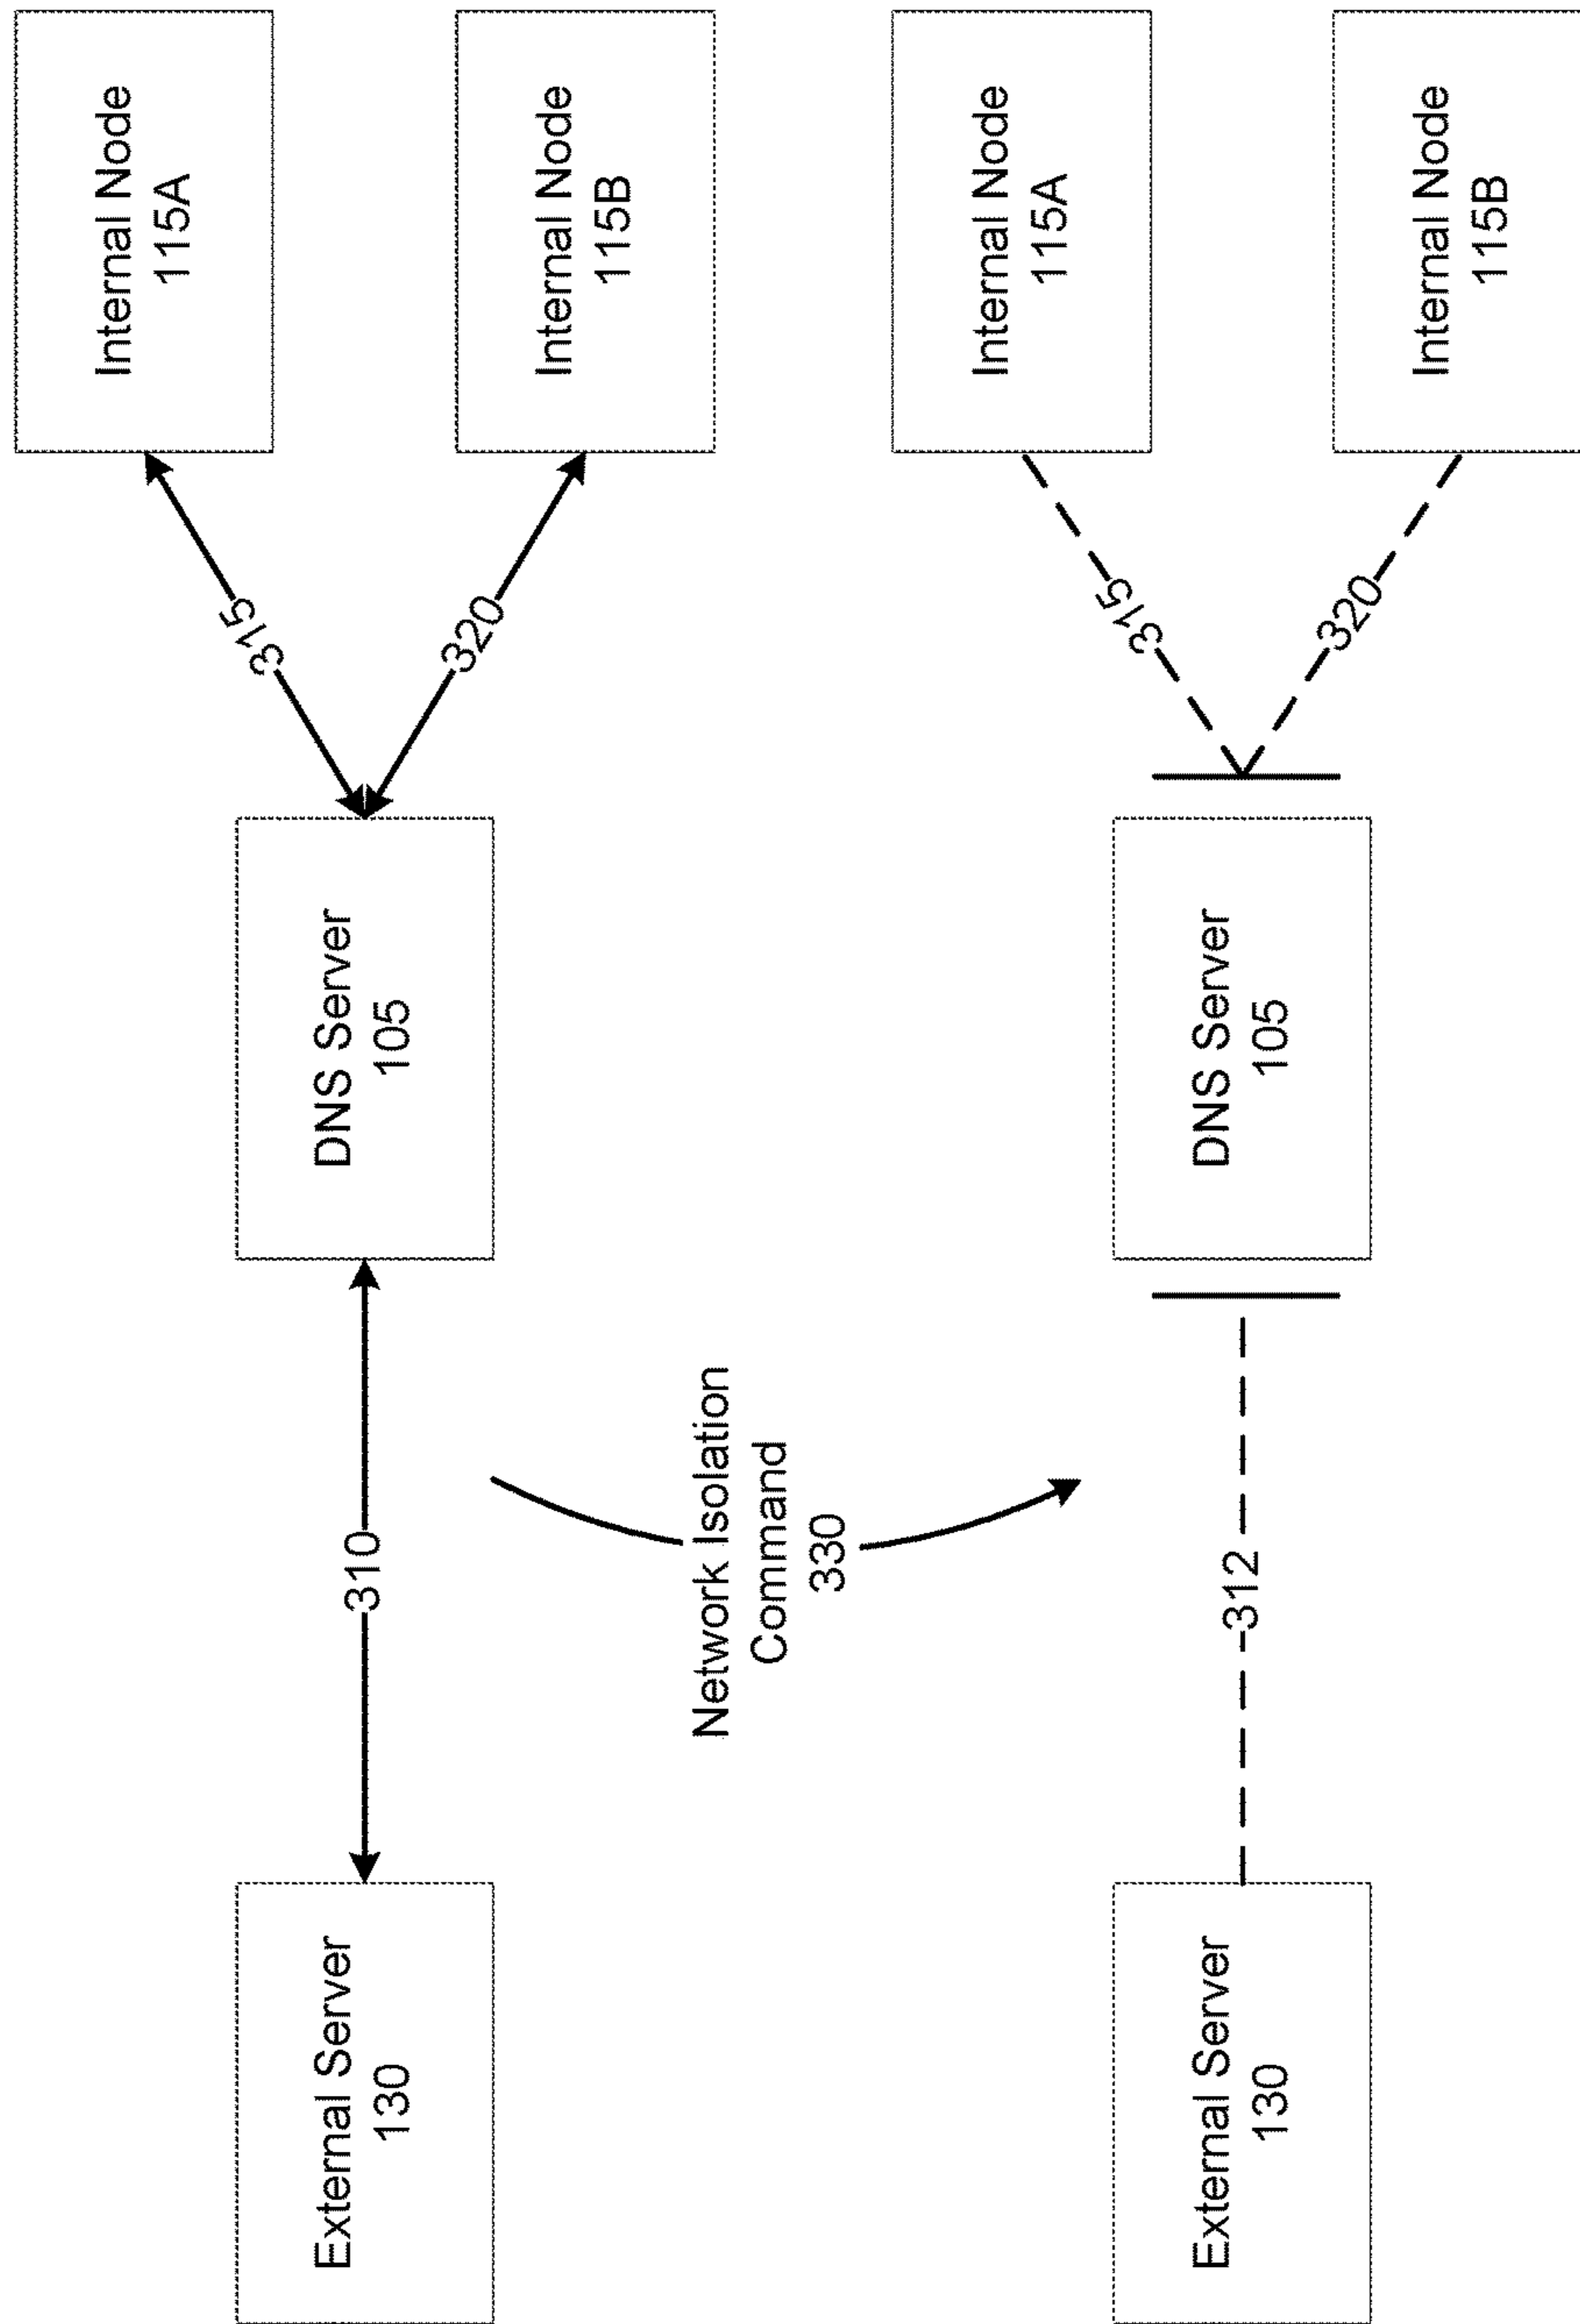 External Server
130
310
DNS Server
105
315
320
Internal Node
115A
Internal Node
115B
Network Isolation
Command
330
External Server
130
312
DNS Server
105
315
320
Internal Node
115A
Internal Node
115B